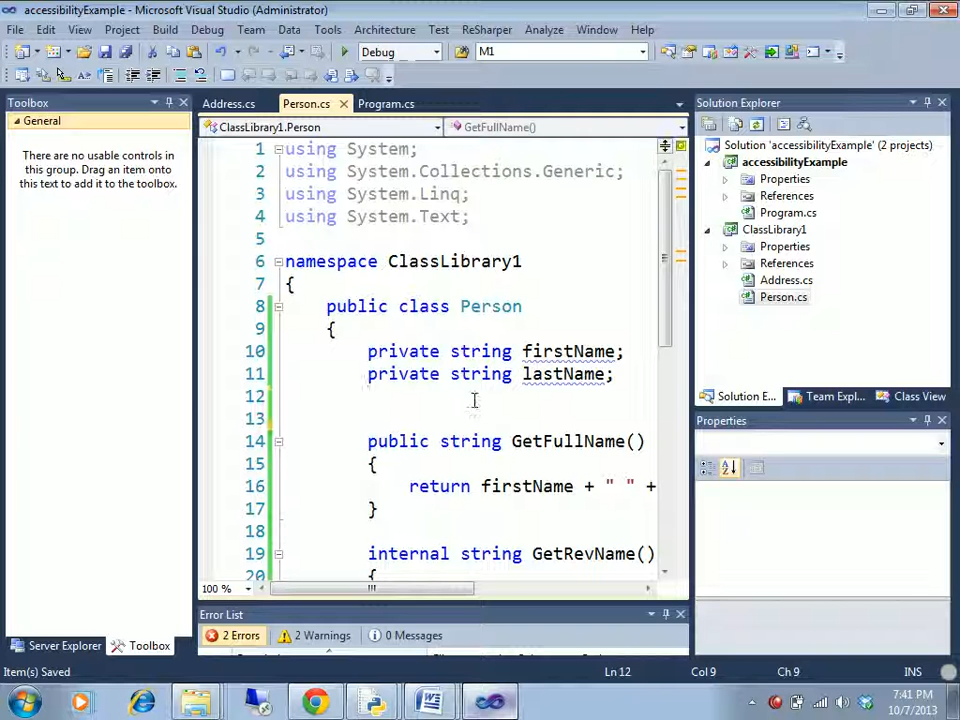 accessibilityExample - Microsoft Visual Studio (Administrator)
File Edit View Project Build Debug Team Data Tools Architecture Test ReSharper Analyze Window Help
Debug M1
Toolbox
General
There are no usable controls in
this group. Drag an item onto
this text to add it to the toolbox.
Server Explorer Toolbox
Address.cs Person.cs Program.cs
ClassLibrary1.Person GetFullName()
1 using System;
2 using System.Collections.Generic;
3 using System.Linq;
4 using System.Text;
5
6 namespace ClassLibrary1
7 {
8 public class Person
9 {
10 private string firstName;
11 private string lastName;
12
13
14 public string GetFullName()
15 {
16 return firstName + " " +
17 }
18
19 internal string GetRevName()
20 {
100 %
Error List
2 Errors 2 Warnings 0 Messages
Solution Explorer
Solution 'accessibilityExample' (2 projects)
accessibilityExample
Properties
References
Program.cs
ClassLibrary1
Properties
References
Address.cs
Person.cs
Solution E... Team Expl... Class View
Properties
Item(s) Saved Ln 12 Col 9 Ch 9 INS
7:41 PM
10/7/2013